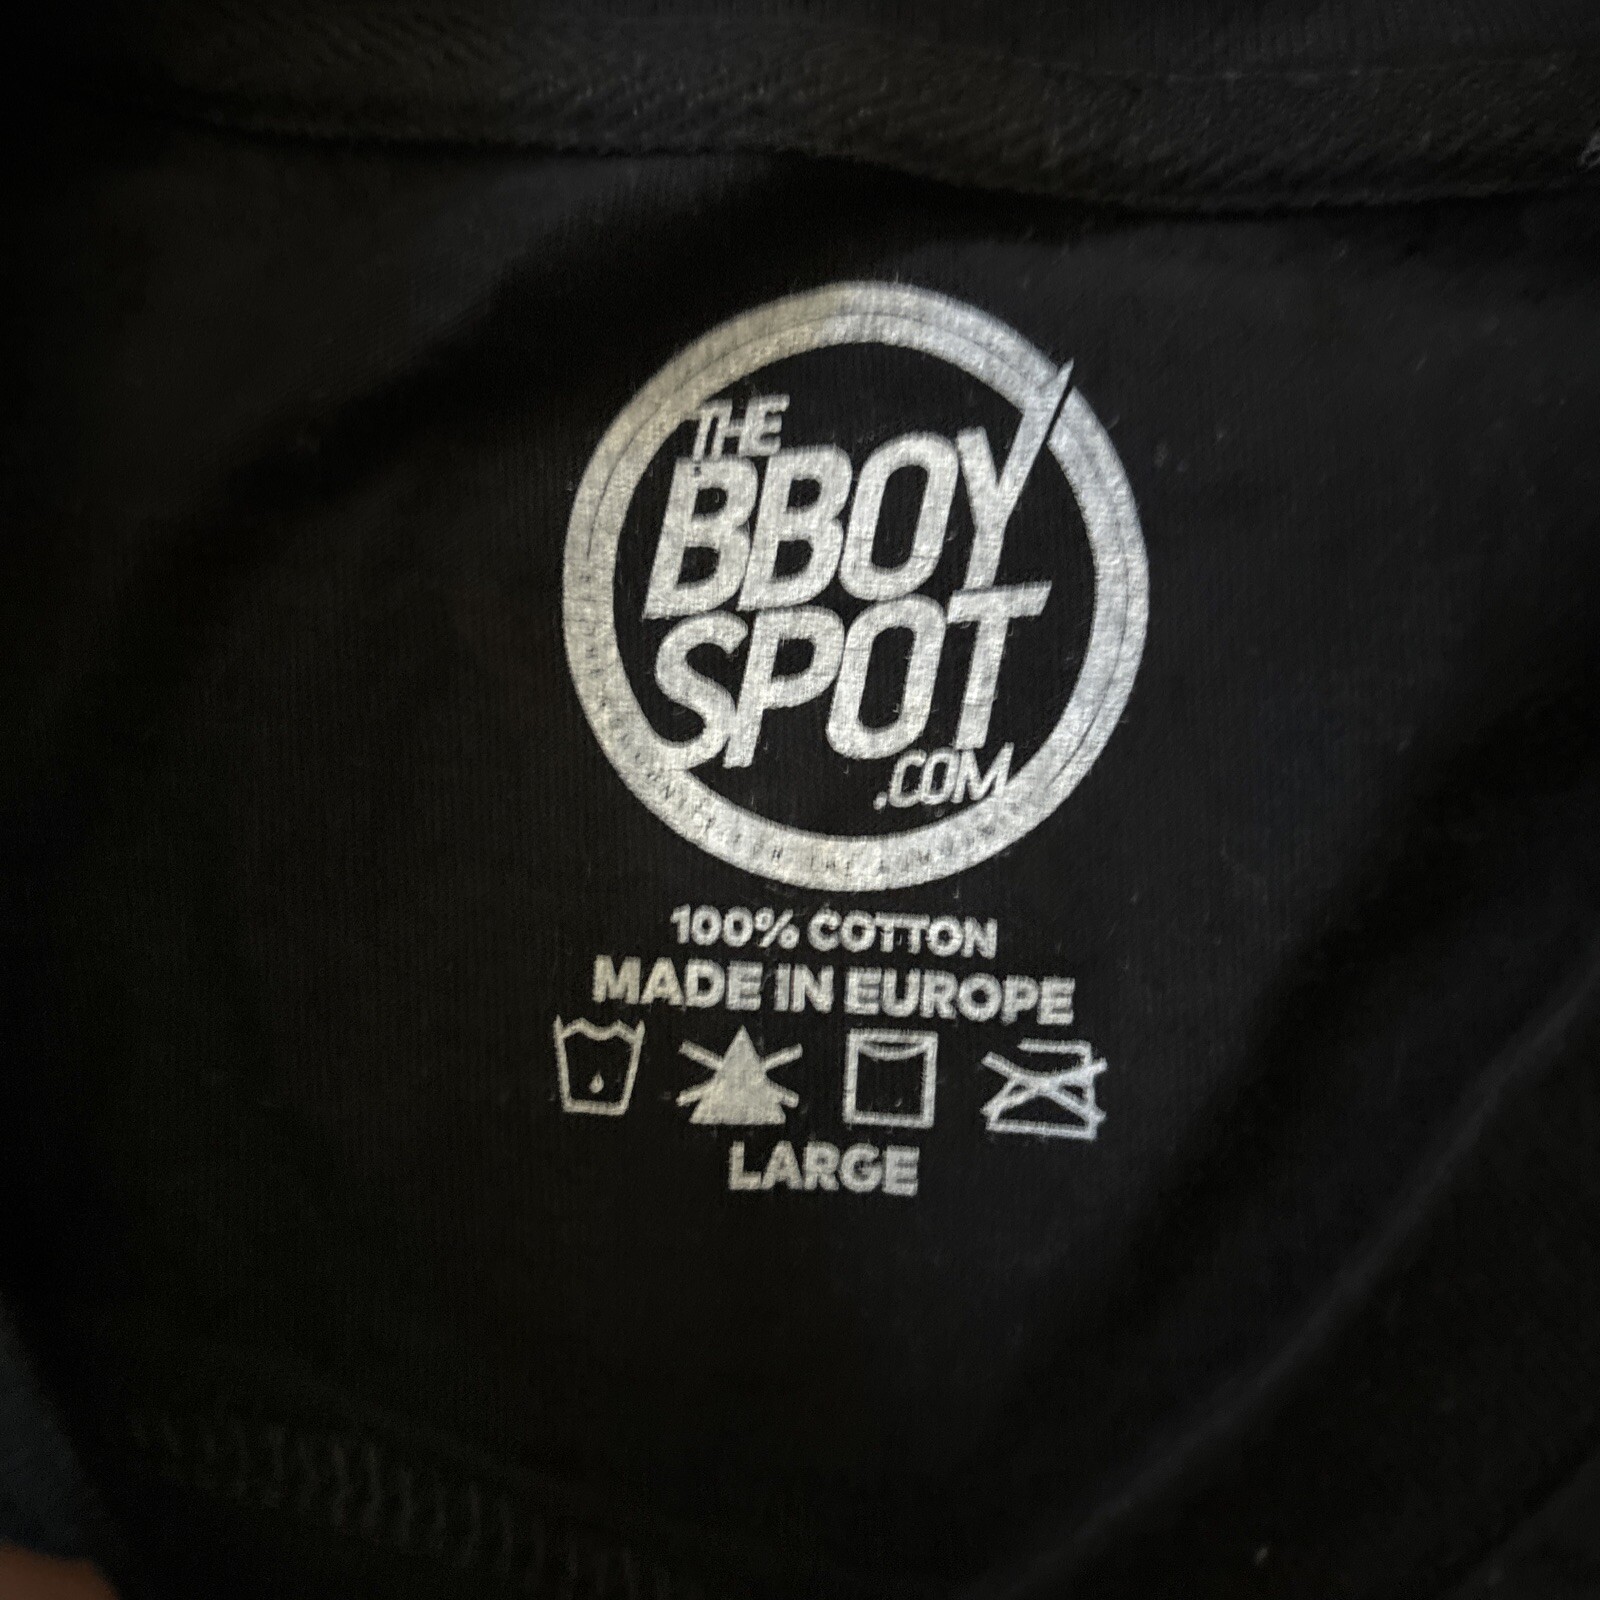 THE
BBOY
SPOT
.COM
100% COTTON
MADE IN EUROPE
LARGE